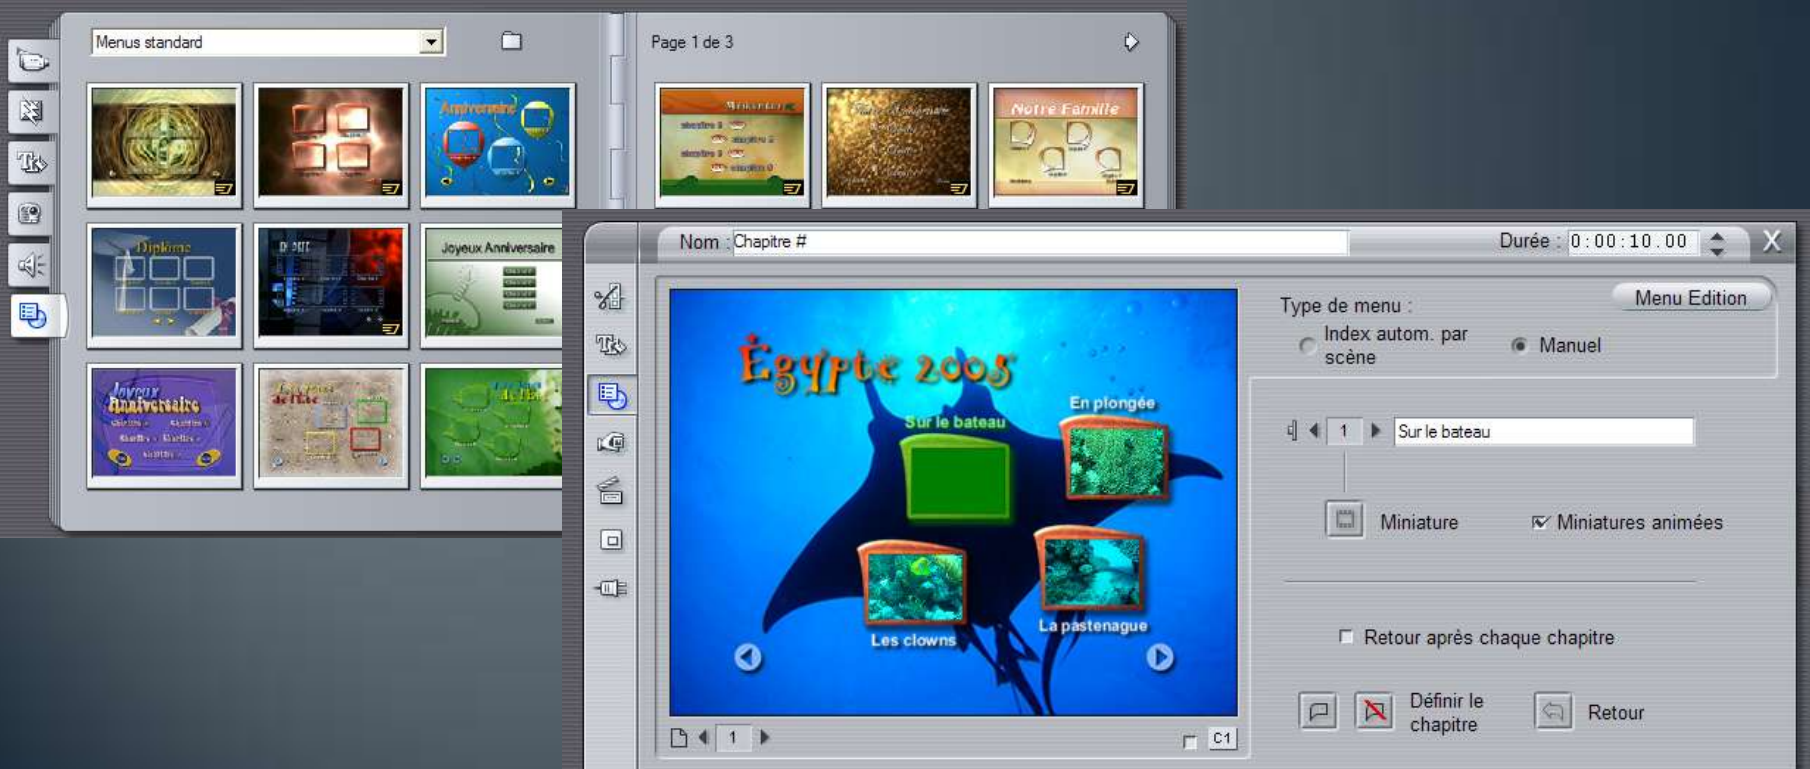 Menus standard
Page 1 de 3
Anniversaire
Notre Famille
Diplôme
Joyeux Anniversaire
Joyeux
Anniversaire
Nom :
Chapitre #
Durée :
0:00:10.00
X
Menu Edition
Type de menu :
Index autom. par
scène
Manuel
Égypte 2005
En plongée
Sur le bateau
Les clowns
La pastenague
1
Sur le bateau
Miniature
Miniatures animées
Retour après chaque chapitre
Définir le
chapitre
Retour
1
C1